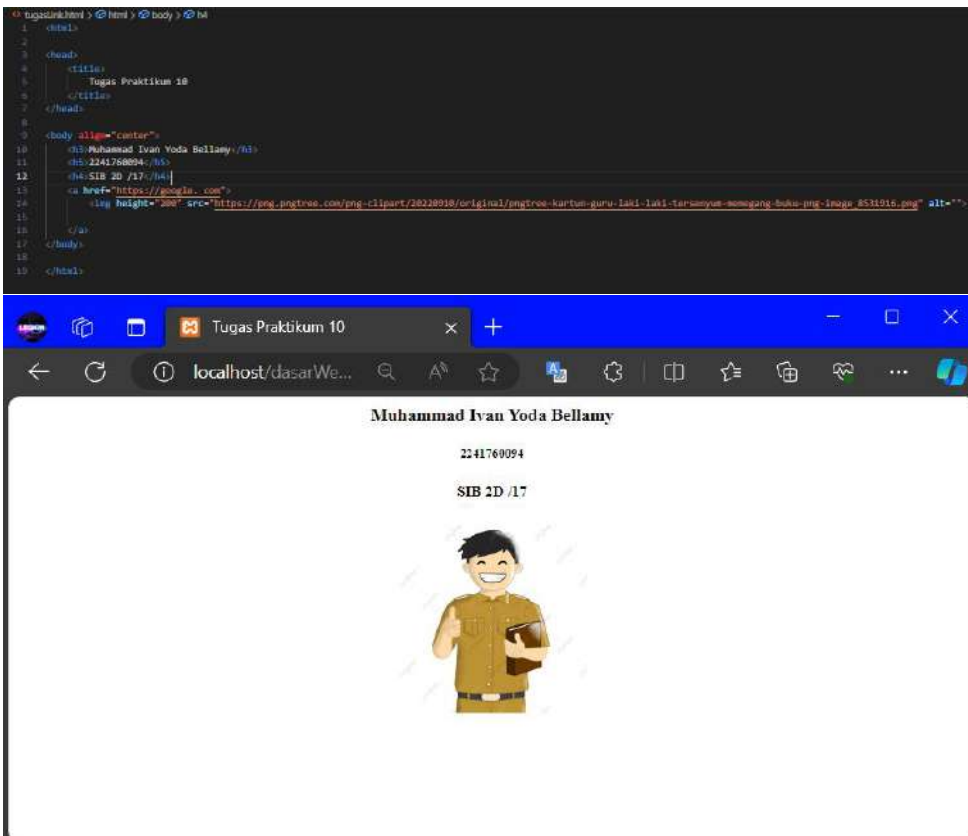 tugasLink.html > html > body > h4
1 <html>
2
3 <head>
4 <title>
5 Tugas Praktikum 10
6 </title>
7 </head>
8
9 <body align="center">
10 <h3>Muhammad Ivan Yoda Bellamy</h3>
11 <h5>2241760094</h5>
12 <h4>SIB 2D /17</h4>
13 <a href="https://google. com">
14 <img height="200" src="https://png.pngtree.com/png-clipart/20220910/original/pngtree-kartun-guru-laki-laki-tersenyum-memegang-buku-png-image_8531916.png" alt="">
15
16 </a>
17 </body>
18
19 </html>
LEGION
Tugas Praktikum 10
localhost/dasarWe...
Muhammad Ivan Yoda Bellamy
2241760094
SIB 2D /17